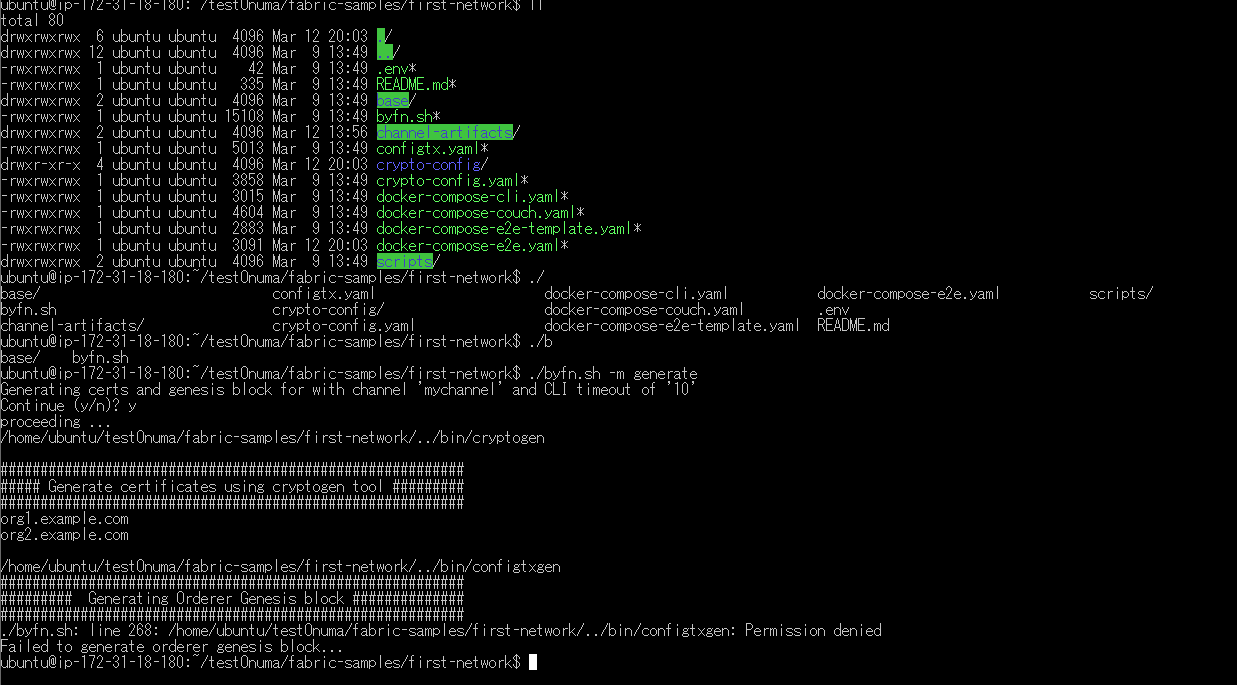 ubuntu@ip-172-31-18-180:~/testOnuma/fabric-samples/first-network$ ll
total 80
drwxrwxrwx  6 ubuntu ubuntu  4096 Mar 12 20:03 ./
drwxrwxrwx 12 ubuntu ubuntu  4096 Mar  9 13:49 ../
-rwxrwxrwx  1 ubuntu ubuntu    42 Mar  9 13:49 .env*
-rwxrwxrwx  1 ubuntu ubuntu   335 Mar  9 13:49 README.md*
drwxrwxrwx  2 ubuntu ubuntu  4096 Mar  9 13:49 base/
-rwxrwxrwx  1 ubuntu ubuntu 15108 Mar  9 13:49 byfn.sh*
drwxrwxrwx  2 ubuntu ubuntu  4096 Mar 12 13:56 channel-artifacts/
-rwxrwxrwx  1 ubuntu ubuntu  5013 Mar  9 13:49 configtx.yaml*
drwxr-xr-x  4 ubuntu ubuntu  4096 Mar 12 20:03 crypto-config/
-rwxrwxrwx  1 ubuntu ubuntu  3858 Mar  9 13:49 crypto-config.yaml*
-rwxrwxrwx  1 ubuntu ubuntu  3015 Mar  9 13:49 docker-compose-cli.yaml*
-rwxrwxrwx  1 ubuntu ubuntu  4604 Mar  9 13:49 docker-compose-couch.yaml*
-rwxrwxrwx  1 ubuntu ubuntu  2883 Mar  9 13:49 docker-compose-e2e-template.yaml*
-rwxrwxrwx  1 ubuntu ubuntu  3091 Mar 12 20:03 docker-compose-e2e.yaml*
drwxrwxrwx  2 ubuntu ubuntu  4096 Mar  9 13:49 scripts/
ubuntu@ip-172-31-18-180:~/testOnuma/fabric-samples/first-network$ ./
base/                             configtx.yaml                     docker-compose-cli.yaml           docker-compose-e2e.yaml           scripts/
byfn.sh                           crypto-config/                    docker-compose-couch.yaml         .env
channel-artifacts/                crypto-config.yaml                docker-compose-e2e-template.yaml  README.md
ubuntu@ip-172-31-18-180:~/testOnuma/fabric-samples/first-network$ ./b
base/    byfn.sh
ubuntu@ip-172-31-18-180:~/testOnuma/fabric-samples/first-network$ ./byfn.sh -m generate
Generating certs and genesis block for with channel 'mychannel' and CLI timeout of '10'
Continue (y/n)? y
proceeding ...
/home/ubuntu/testOnuma/fabric-samples/first-network/../bin/cryptogen
##########################################################
##### Generate certificates using cryptogen tool #########
##########################################################
org1.example.com
org2.example.com
/home/ubuntu/testOnuma/fabric-samples/first-network/../bin/configtxgen
##########################################################
#########  Generating Orderer Genesis block ##############
##########################################################
./byfn.sh: line 268: /home/ubuntu/testOnuma/fabric-samples/first-network/../bin/configtxgen: Permission denied
Failed to generate orderer genesis block...
ubuntu@ip-172-31-18-180:~/testOnuma/fabric-samples/first-network$